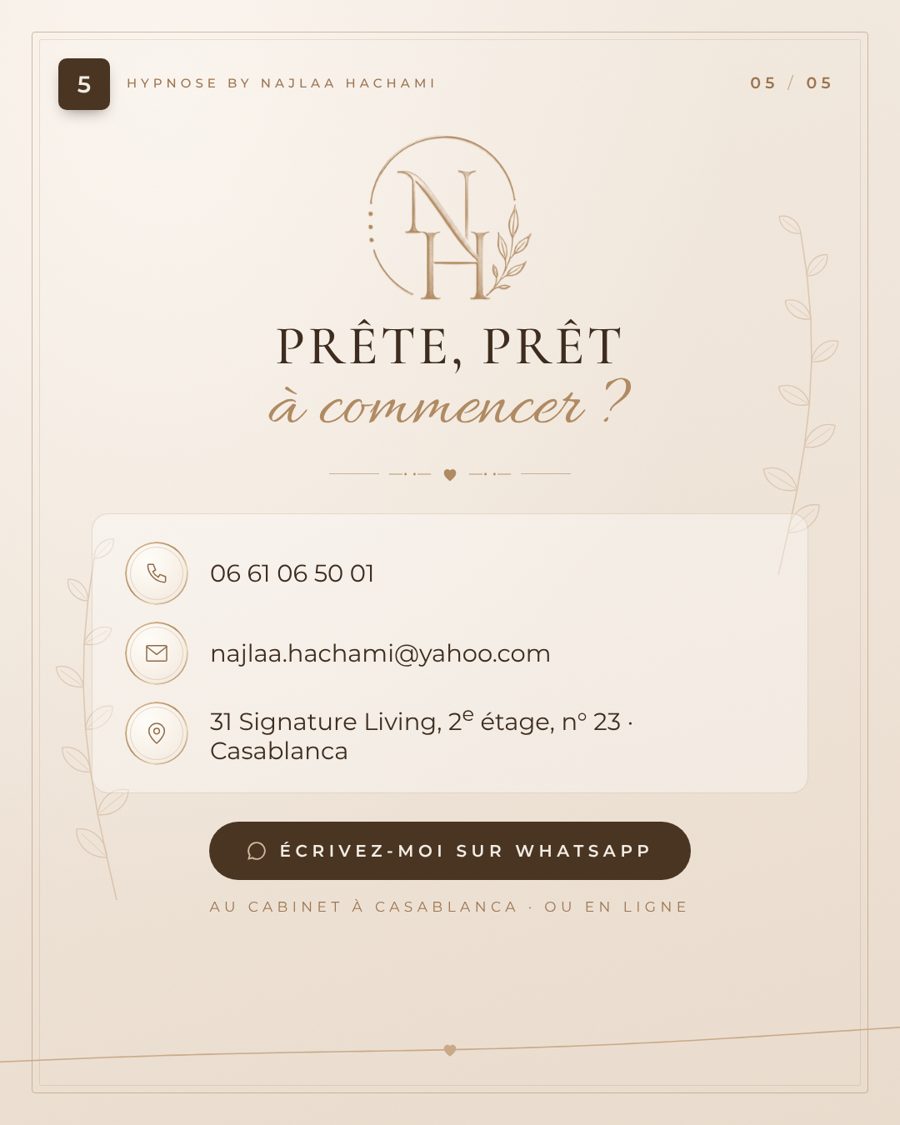 5
HYPNOSE BY NAJLAA HACHAMI
05 / 05
NH
PRÊTE, PRÊT
à commencer ?
06 61 06 50 01
najlaa.hachami@yahoo.com
31 Signature Living, 2ᵉ étage, n° 23 ·
Casablanca
ÉCRIVEZ-MOI SUR WHATSAPP
AU CABINET À CASABLANCA · OU EN LIGNE